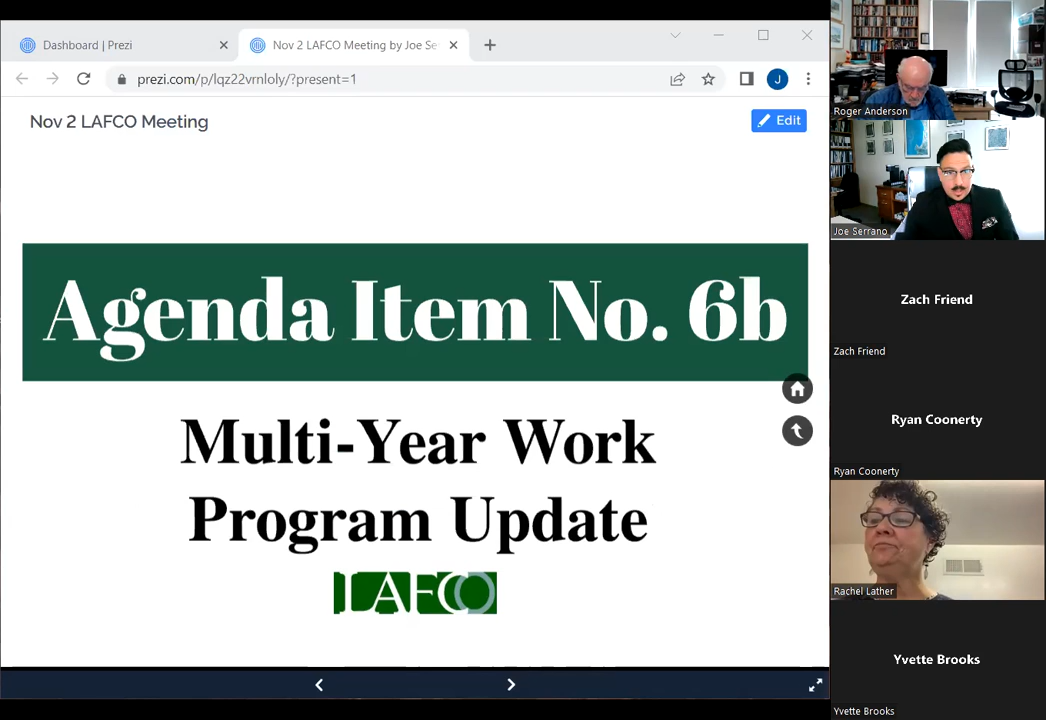 Dashboard | Prezi
Nov 2 LAFCO Meeting by Joe Se
prezi.com/p/lqz22vrnloly/?present=1
J
Nov 2 LAFCO Meeting
Edit
Agenda Item No. 6b
Multi-Year Work
Program Update
LAFCO
Roger Anderson
Joe Serrano
Zach Friend
Zach Friend
Ryan Coonerty
Ryan Coonerty
Rachel Lather
Yvette Brooks
Yvette Brooks